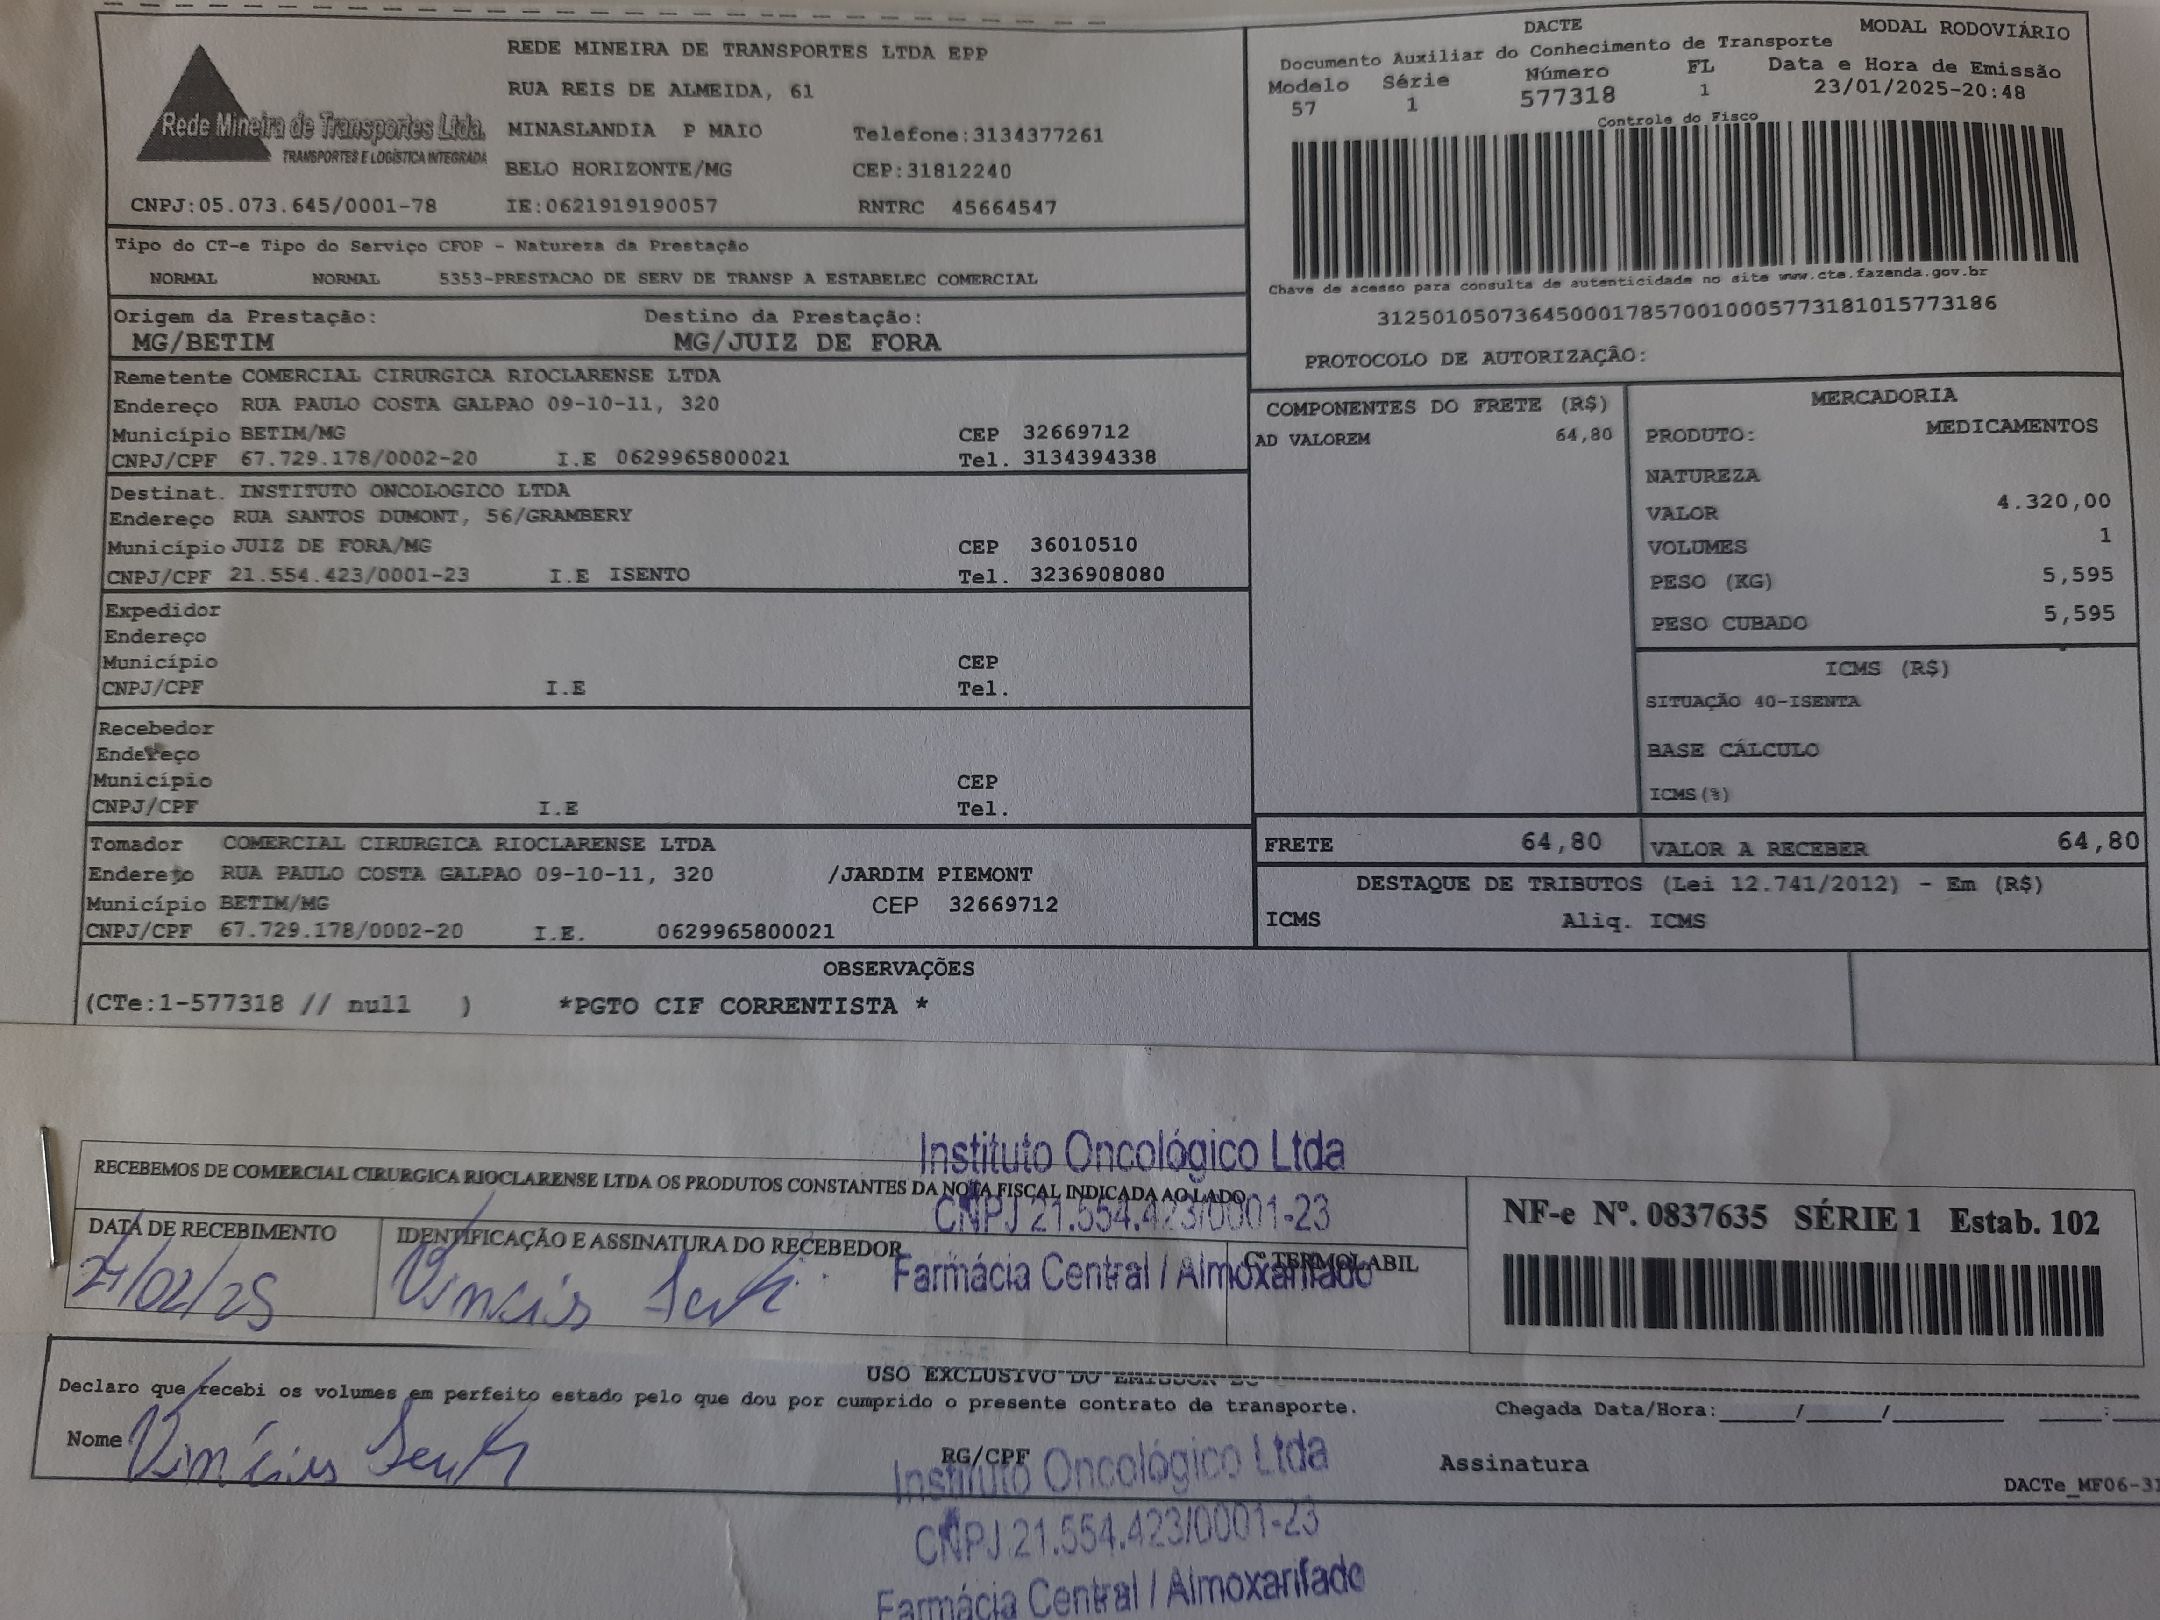 REDE MINEIRA DE TRANSPORTES LTDA EPP
RUA REIS DE ALMEIDA, 61
Rede Mineira de Transportes Ltda.
TRANSPORTES E LOGÍSTICA INTEGRADA
MINASLANDIA P MAIO Telefone:3134377261
BELO HORIZONTE/MG CEP:31812240
CNPJ:05.073.645/0001-78 IE:0621919190057 RNTRC 45664547
DACTE MODAL RODOVIÁRIO
Documento Auxiliar do Conhecimento de Transporte
Modelo Série Número FL Data e Hora de Emissão
57 1 577318 1 23/01/2025-20:48
Controle do Fisco
Chave de acesso para consulta de autenticidade no site www.cte.fazenda.gov.br
31250105073645000178570010005773181015773186
PROTOCOLO DE AUTORIZAÇÃO:
Tipo do CT-e Tipo do Serviço CFOP - Natureza da Prestação
NORMAL NORMAL 5353-PRESTACAO DE SERV DE TRANSP A ESTABELEC COMERCIAL
Origem da Prestação: Destino da Prestação:
MG/BETIM MG/JUIZ DE FORA
Remetente COMERCIAL CIRURGICA RIOCLARENSE LTDA
Endereço RUA PAULO COSTA GALPAO 09-10-11, 320
Município BETIM/MG CEP 32669712
CNPJ/CPF 67.729.178/0002-20 I.E 0629965800021 Tel. 3134394338
Destinat. INSTITUTO ONCOLOGICO LTDA
Endereço RUA SANTOS DUMONT, 56/GRAMBERY
Município JUIZ DE FORA/MG CEP 36010510
CNPJ/CPF 21.554.423/0001-23 I.E ISENTO Tel. 3236908080
Expedidor
Endereço
Município CEP
CNPJ/CPF I.E Tel.
Recebedor
Endereço
Município CEP
CNPJ/CPF I.E Tel.
Tomador COMERCIAL CIRURGICA RIOCLARENSE LTDA
Endereço RUA PAULO COSTA GALPAO 09-10-11, 320 /JARDIM PIEMONT
Município BETIM/MG CEP 32669712
CNPJ/CPF 67.729.178/0002-20 I.E. 0629965800021
COMPONENTES DO FRETE (R$)
AD VALOREM 64,80
MERCADORIA
PRODUTO: MEDICAMENTOS
NATUREZA
VALOR 4.320,00
VOLUMES 1
PESO (KG) 5,595
PESO CUBADO 5,595
ICMS (R$)
SITUAÇÃO 40-ISENTA
BASE CÁLCULO
ICMS(%)
FRETE 64,80 VALOR A RECEBER 64,80
DESTAQUE DE TRIBUTOS (Lei 12.741/2012) - Em (R$)
ICMS Aliq. ICMS
OBSERVAÇÕES
(CTe:1-577318 // null ) *PGTO CIF CORRENTISTA *
Instituto Oncológico Ltda
CNPJ 21.554.423/0001-23
Farmácia Central / Almoxarifado
RECEBEMOS DE COMERCIAL CIRURGICA RIOCLARENSE LTDA OS PRODUTOS CONSTANTES DA NOTA FISCAL INDICADA AO LADO
DATA DE RECEBIMENTO IDENTIFICAÇÃO E ASSINATURA DO RECEBEDOR Cº TERMOLABIL
/02/25 Vinícius
NF-e Nº. 0837635 SÉRIE 1 Estab. 102
USO EXCLUSIVO DO EMISSOR
Declaro que recebi os volumes em perfeito estado pelo que dou por cumprido o presente contrato de transporte. Chegada Data/Hora:____/____/____ ___:
Nome Vinícius RG/CPF Assinatura
DACTe_MF06-31
Instituto Oncológico Ltda
CNPJ 21.554.423/0001-23
Farmácia Central / Almoxarifado